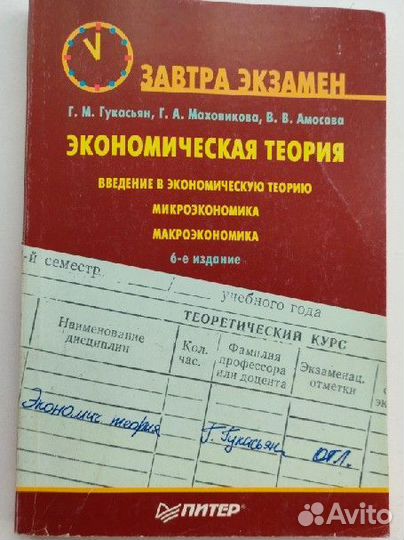 ЗАВТРА ЭКЗАМЕН
Г. М. Гукасьян, Г. А. Маховикова, В. В. Амосова
ЭКОНОМИЧЕСКАЯ ТЕОРИЯ
ВВЕДЕНИЕ В ЭКОНОМИЧЕСКУЮ ТЕОРИЮ
МИКРОЭКОНОМИКА
МАКРОЭКОНОМИКА
6-е издание
-й семестр
учебного года
ТЕОРЕТИЧЕСКИЙ КУРС
Наименование
дисциплин
Кол.
час.
Фамилия
профессора
или доцента
Экзаменац.
отметки
Экономич. теория
Г. Гукасьян
отл.
ПИТЕР
Avito